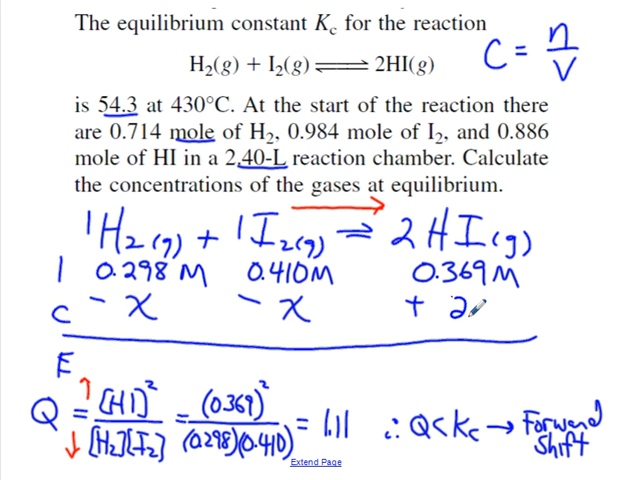 The equilibrium constant Kc for the reaction
H₂(g) + I₂(g) ⇌ 2HI(g)
C = n/V
is 54.3 at 430°C. At the start of the reaction there
are 0.714 mole of H₂, 0.984 mole of I₂, and 0.886
mole of HI in a 2.40-L reaction chamber. Calculate
the concentrations of the gases at equilibrium.
1H₂(g) + 1I₂(g) ⇌ 2HI(g)
I 0.298 M 0.410 M 0.369 M
C - x - x + 2
E
Q = [HI]²/[H₂][I₂] = (0.369)²/(0.298)(0.410) = 1.11 ∴ Q < Kc → Forward
Shift
Extend Page